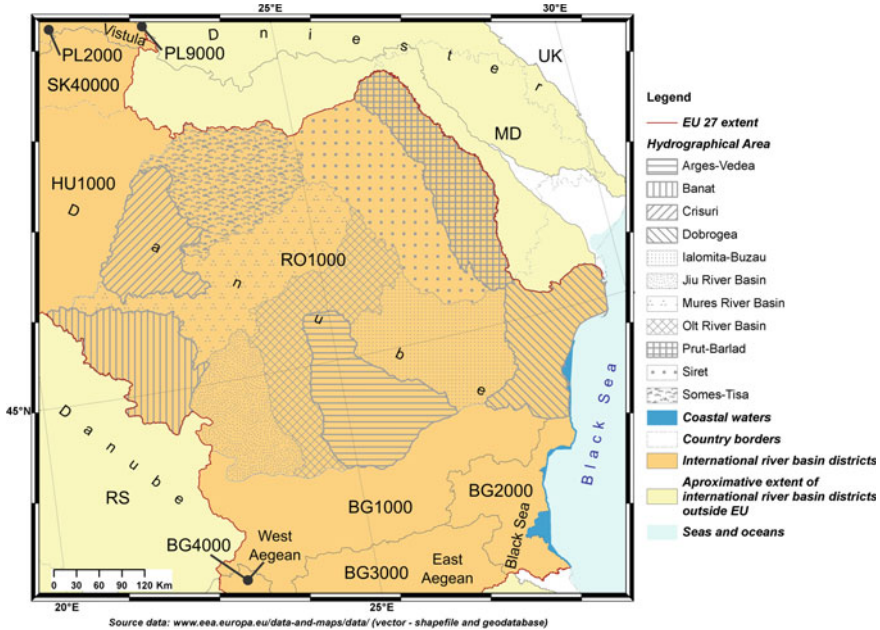 25°E
30°E
Vistula
PL9000
D n i e s t e r
PL2000
UK
SK40000
MD
HU1000
D a n u b e
RO1000
45°N
45°N
Danube
Black Sea
RS
BG2000
BG1000
BG4000
West
Aegean
East
Aegean
Black Sea
BG3000
0 30 60 90 120 Km
20°E
25°E
Legend
EU 27 extent
Hydrographical Area
Arges-Vedea
Banat
Crisuri
Dobrogea
Ialomita-Buzau
Jiu River Basin
Mures River Basin
Olt River Basin
Prut-Barlad
Siret
Somes-Tisa
Coastal waters
Country borders
International river basin districts
Aproximative extent of
international river basin districts
outside EU
Seas and oceans
Source data: www.eea.europa.eu/data-and-maps/data/ (vector - shapefile and geodatabase)